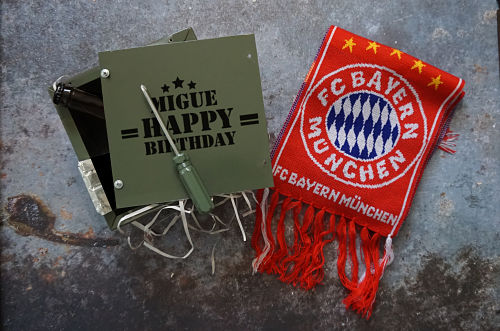 MIGUE
HAPPY
BIRTHDAY
FC BAYERN
MÜNCHEN
FC BAYERN MÜNCHEN